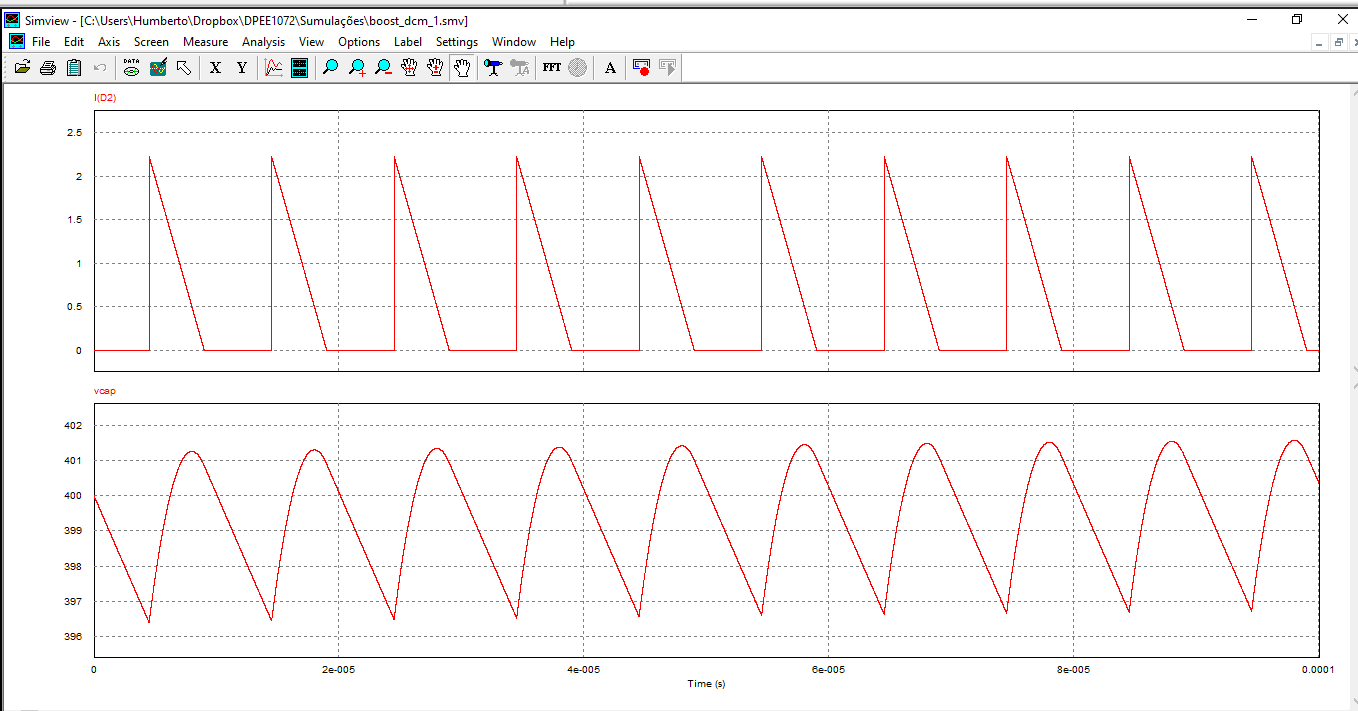 Simview - [C:\Users\Humberto\Dropbox\DPEE1072\Sumulações\boost_dcm_1.smv]
File Edit Axis Screen Measure Analysis View Options Label Settings Window Help
DATA X Y FFT A
I(D2)
2.5
2
1.5
1
0.5
0
vcap
402
401
400
399
398
397
396
0 2e-005 4e-005 6e-005 8e-005 0.0001
Time (s)